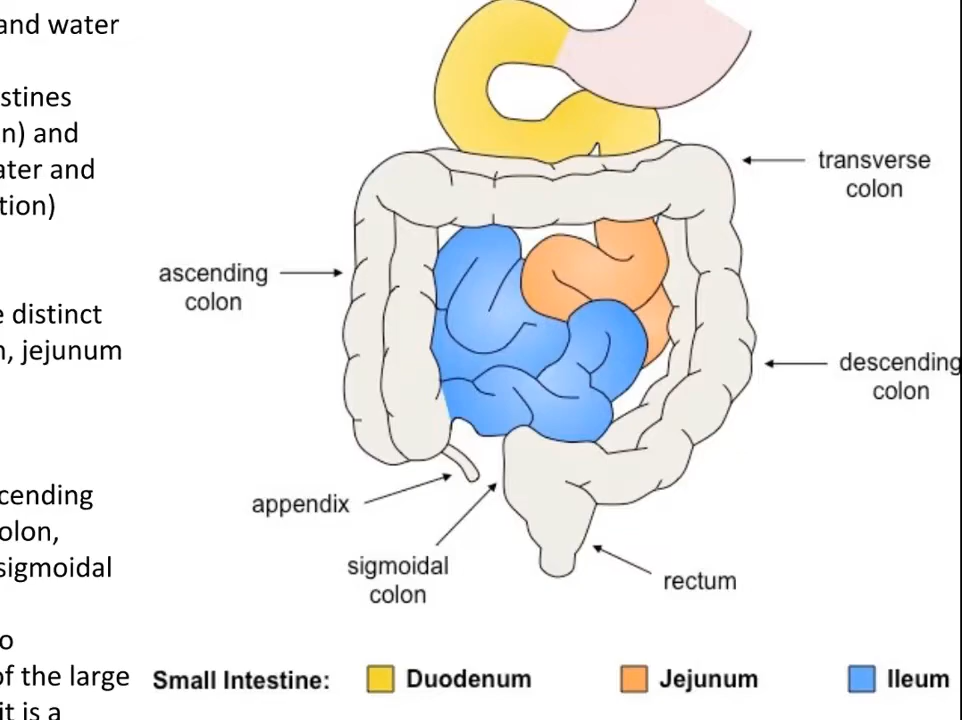 and water
stines
n) and
ater and
tion)
e distinct
n, jejunum
cending
olon,
sigmoidal
o
of the large
it is a
transverse
colon
ascending
colon
descending
colon
appendix
sigmoidal
colon
rectum
Small Intestine: Duodenum Jejunum Ileum